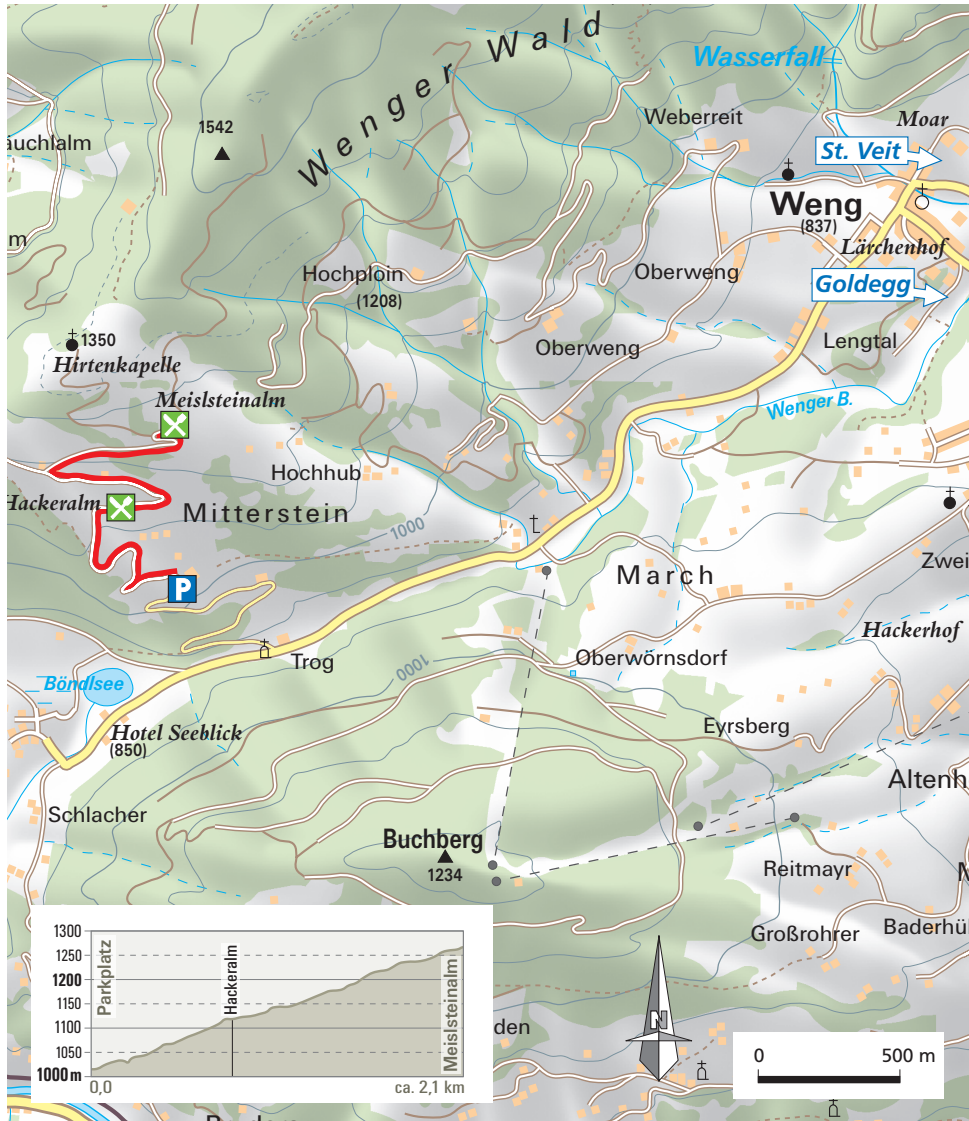 Wenger Wald
Wasserfall
Moar
Weberreit
1542
äuchlalm
St. Veit
Weng
(837)
m
Lärchenhof
Hochploin
(1208)
Oberweng
Goldegg
1350
Hirtenkapelle
Oberweng
Lengtal
Meislsteinalm
Wenger B.
Hochhub
Hackeralm
Mitterstein
1000
March
Zwei
P
Hackerhof
Trog
1000
Oberwörnsdorf
Böndlsee
Hotel Seeblick
(850)
Eyrsberg
Altenh
Schlacher
Buchberg
1234
Reitmayr
M
Großrohrer
Baderhü
1300
1250
1200
1150
1100
1050
1000 m
Parkplatz
Hackeralm
Meislsteinalm
0,0
ca. 2,1 km
den
N
0
500 m